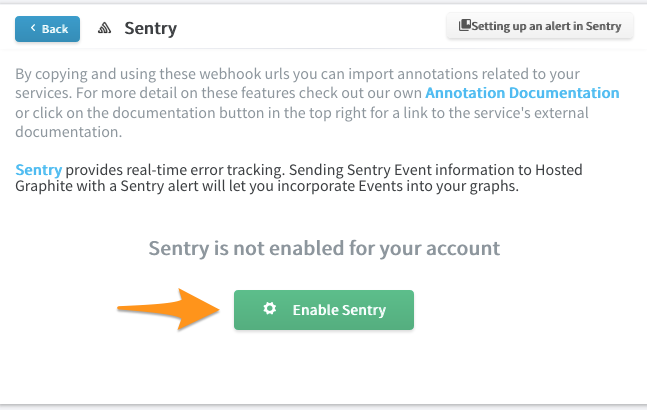 Back
Sentry
Setting up an alert in Sentry
By copying and using these webhook urls you can import annotations related to your
services. For more detail on these features check out our own Annotation Documentation
or click on the documentation button in the top right for a link to the service's external
documentation.
Sentry provides real-time error tracking. Sending Sentry Event information to Hosted
Graphite with a Sentry alert will let you incorporate Events into your graphs.
Sentry is not enabled for your account
Enable Sentry